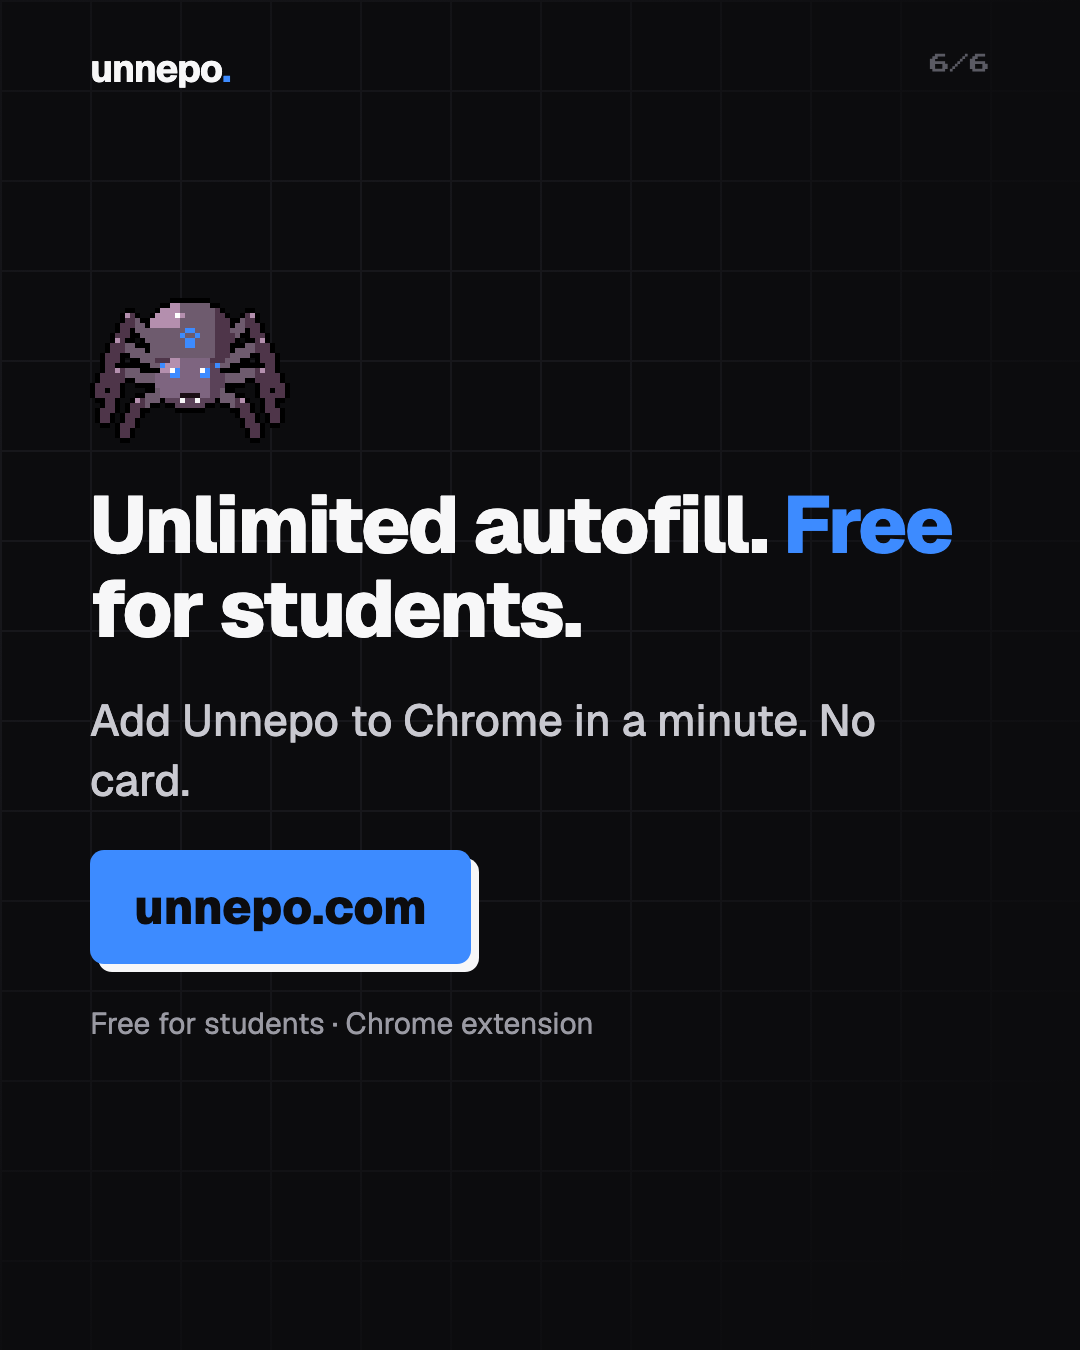 unnepo.
6/6
Unlimited autofill. Free
for students.
Add Unnepo to Chrome in a minute. No
card.
unnepo.com
Free for students · Chrome extension